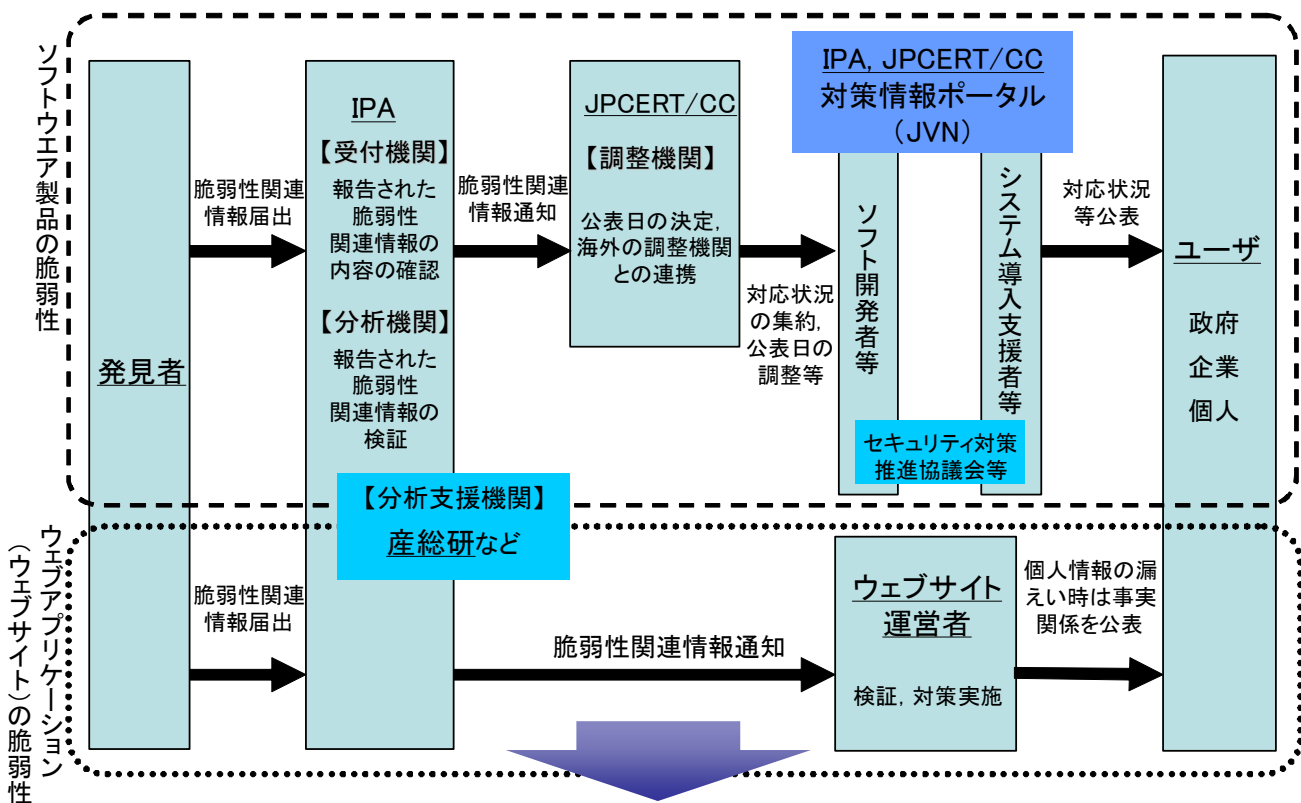 ソフトウエア製品の脆弱性
発見者
脆弱性関連
情報届出
IPA
【受付機関】
報告された
脆弱性
関連情報の
内容の確認
【分析機関】
報告された
脆弱性
関連情報の
検証
脆弱性関連
情報通知
JPCERT/CC
【調整機関】
公表日の決定,
海外の調整機関
との連携
対応状況
の集約,
公表日の
調整等
IPA, JPCERT/CC
対策情報ポータル
（JVN）
ソフト開発者等
システム導入支援者等
セキュリティ対策
推進協議会等
対応状況
等公表
ユーザ
政府
企業
個人
【分析支援機関】
産総研など
ウェブアプリケーション
（ウェブサイト）の脆弱性
脆弱性関連
情報届出
脆弱性関連情報通知
ウェブサイト
運営者
検証, 対策実施
個人情報の漏
えい時は事実
関係を公表